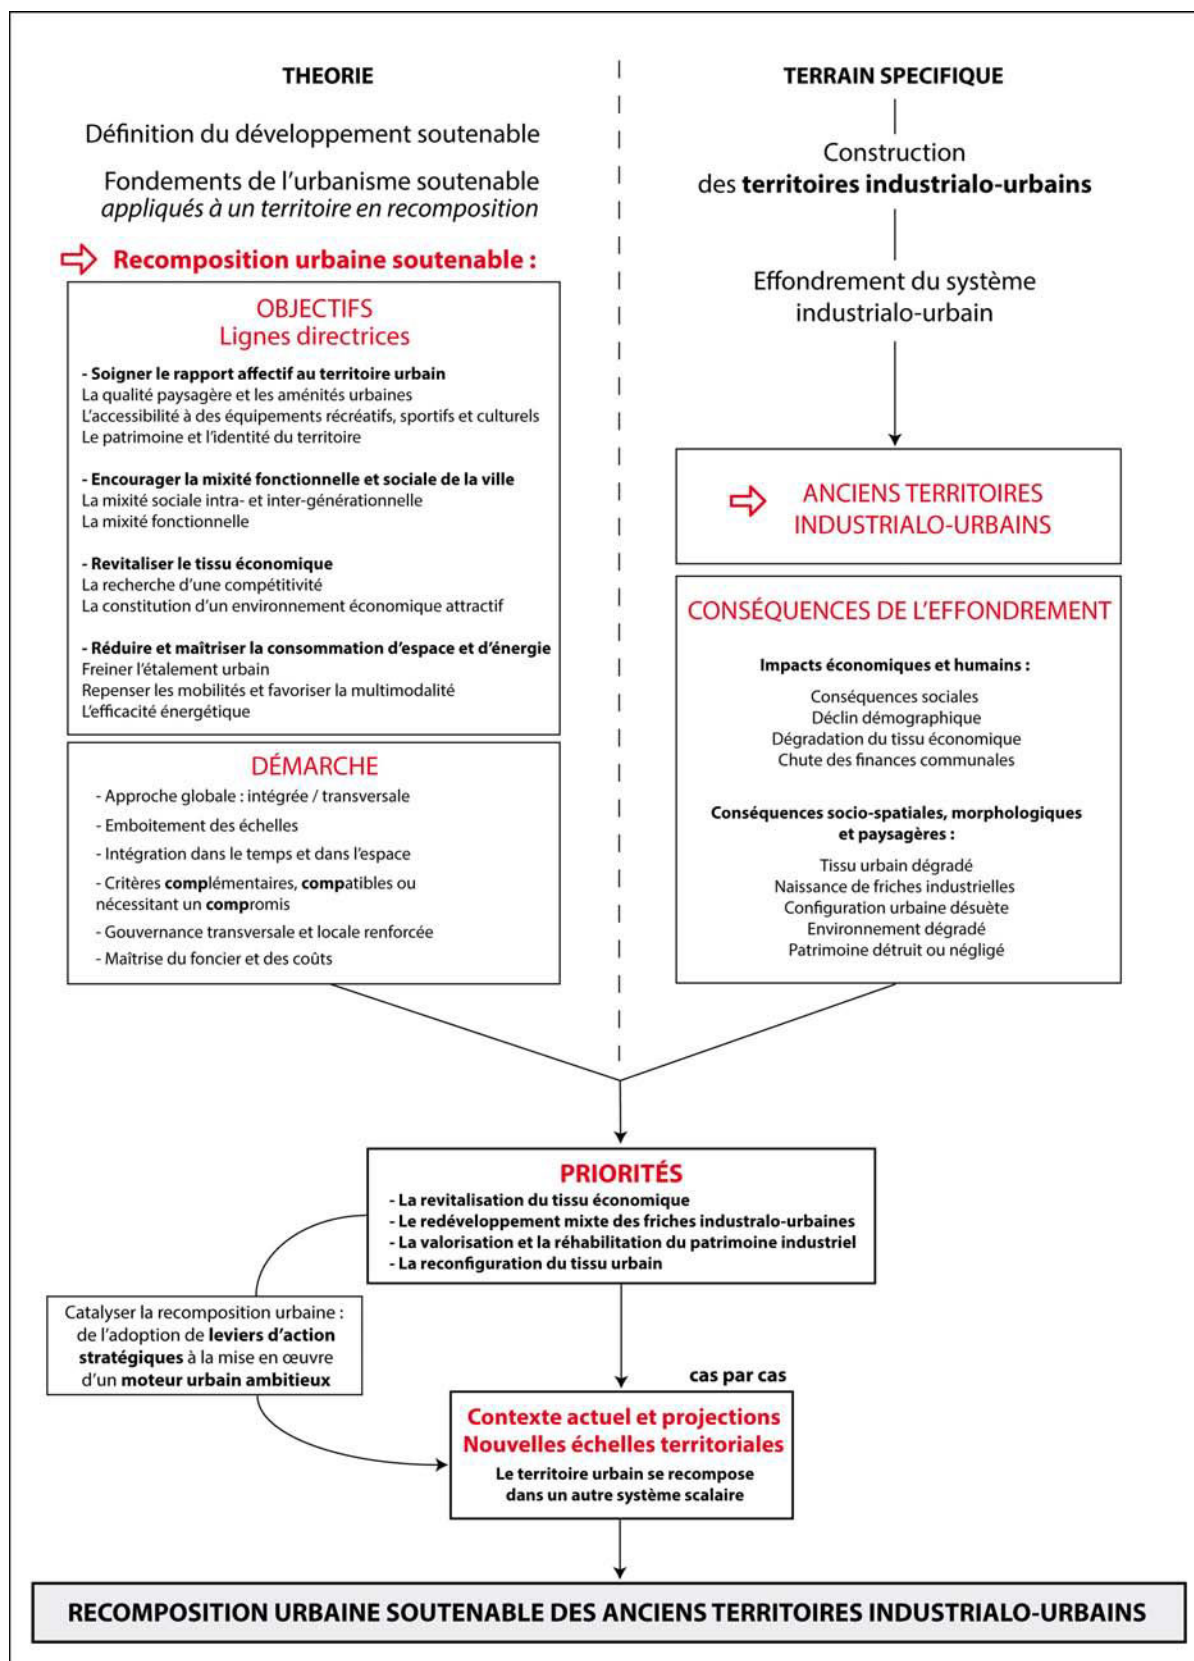 THEORIE
Définition du développement soutenable
Fondements de l'urbanisme soutenable
appliqués à un territoire en recomposition
Recomposition urbaine soutenable :
OBJECTIFS
Lignes directrices
- Soigner le rapport affectif au territoire urbain
La qualité paysagère et les aménités urbaines
L'accessibilité à des équipements récréatifs, sportifs et culturels
Le patrimoine et l'identité du territoire
- Encourager la mixité fonctionnelle et sociale de la ville
La mixité sociale intra- et inter-générationnelle
La mixité fonctionnelle
- Revitaliser le tissu économique
La recherche d'une compétitivité
La constitution d'un environnement économique attractif
- Réduire et maîtriser la consommation d'espace et d'énergie
Freiner l'étalement urbain
Repenser les mobilités et favoriser la multimodalité
L'efficacité énergétique
DÉMARCHE
- Approche globale : intégrée / transversale
- Emboitement des échelles
- Intégration dans le temps et dans l'espace
- Critères complémentaires, compatibles ou
nécessitant un compromis
- Gouvernance transversale et locale renforcée
- Maîtrise du foncier et des coûts
TERRAIN SPECIFIQUE
Construction
des territoires industrialo-urbains
Effondrement du système
industrialo-urbain
ANCIENS TERRITOIRES
INDUSTRIALO-URBAINS
CONSÉQUENCES DE L'EFFONDREMENT
Impacts économiques et humains :
Conséquences sociales
Déclin démographique
Dégradation du tissu économique
Chute des finances communales
Conséquences socio-spatiales, morphologiques
et paysagères :
Tissu urbain dégradé
Naissance de friches industrielles
Configuration urbaine désuète
Environnement dégradé
Patrimoine détruit ou négligé
PRIORITÉS
- La revitalisation du tissu économique
- Le redéveloppement mixte des friches industralo-urbaines
- La valorisation et la réhabilitation du patrimoine industriel
- La reconfiguration du tissu urbain
Catalyser la recomposition urbaine :
de l'adoption de leviers d'action
stratégiques à la mise en œuvre
d'un moteur urbain ambitieux
cas par cas
Contexte actuel et projections
Nouvelles échelles territoriales
Le territoire urbain se recompose
dans un autre système scalaire
RECOMPOSITION URBAINE SOUTENABLE DES ANCIENS TERRITOIRES INDUSTRIALO-URBAINS